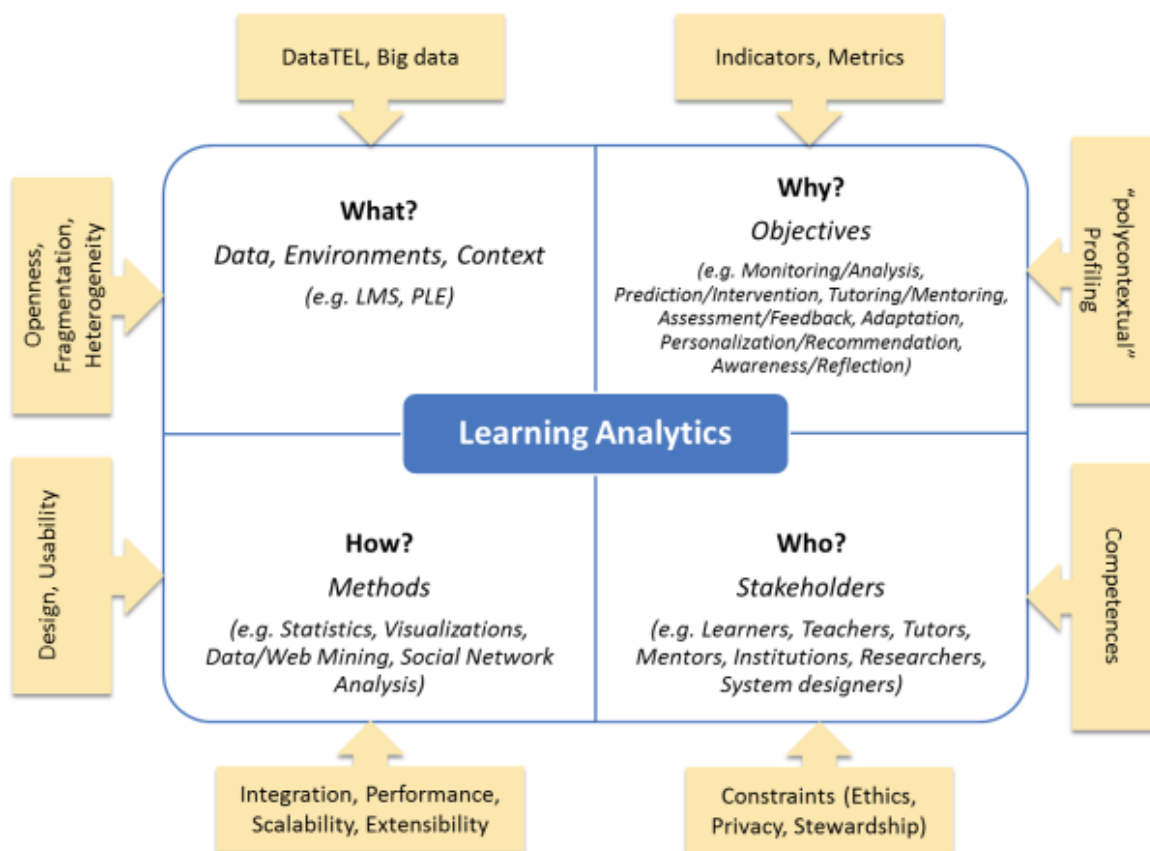 DataTEL, Big data
Indicators, Metrics
Openness,
Fragmentation,
Heterogeneity
What?
Data, Environments, Context
(e.g. LMS, PLE)
Why?
Objectives
(e.g. Monitoring/Analysis,
Prediction/Intervention, Tutoring/Mentoring,
Assessment/Feedback, Adaptation,
Personalization/Recommendation,
Awareness/Reflection)
"polycontextual"
Profiling
Learning Analytics
Design, Usability
How?
Methods
(e.g. Statistics, Visualizations,
Data/Web Mining, Social Network
Analysis)
Who?
Stakeholders
(e.g. Learners, Teachers, Tutors,
Mentors, Institutions, Researchers,
System designers)
Competences
Integration, Performance,
Scalability, Extensibility
Constraints (Ethics,
Privacy, Stewardship)